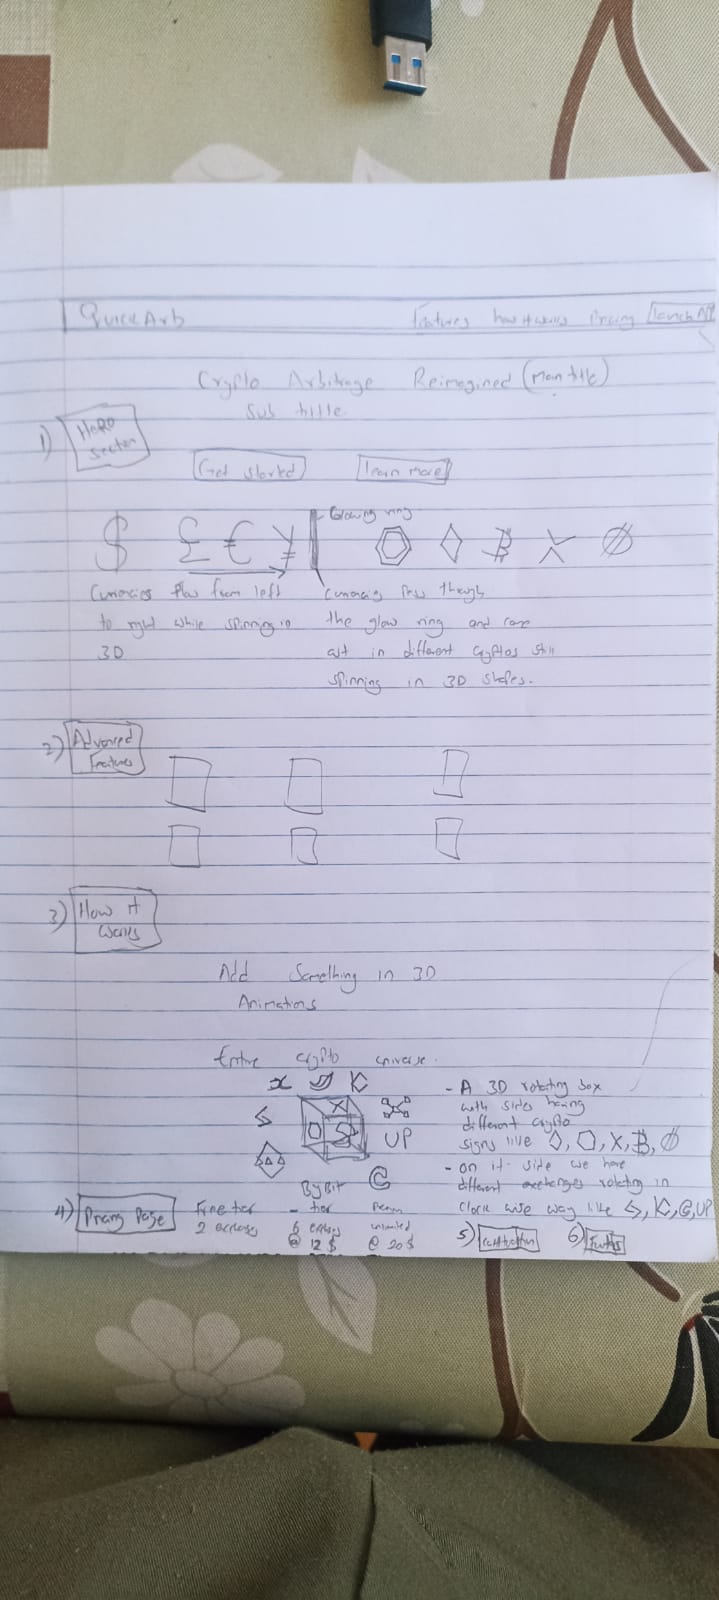 QuickArb
Features how it works Pricing Launch
Crypto Arbitrage Reimagined (Main title)
Sub title
1) Hero Section
Get started
learn more
Glowing ring
$ £ € ¥
Currencies flow from left
to right while spinning in
3D
Currencies pass through
the glow ring and come
out in different cryptos still
spinning in 3D shapes.
2) Advanced Features
3) How it works
Add Something in 3D
Animations
Entire crypto universe.
UP
ByBit
- A 3D rotating box
with sides having
different crypto
signs like
- on it side we have
different exchanges rotating in
clock wise way like
4) Pricing Page
Free tier
2 exchanges
- tier
6 exchanges
@ 12 $
unlimited
@ 20 $
5)
6)